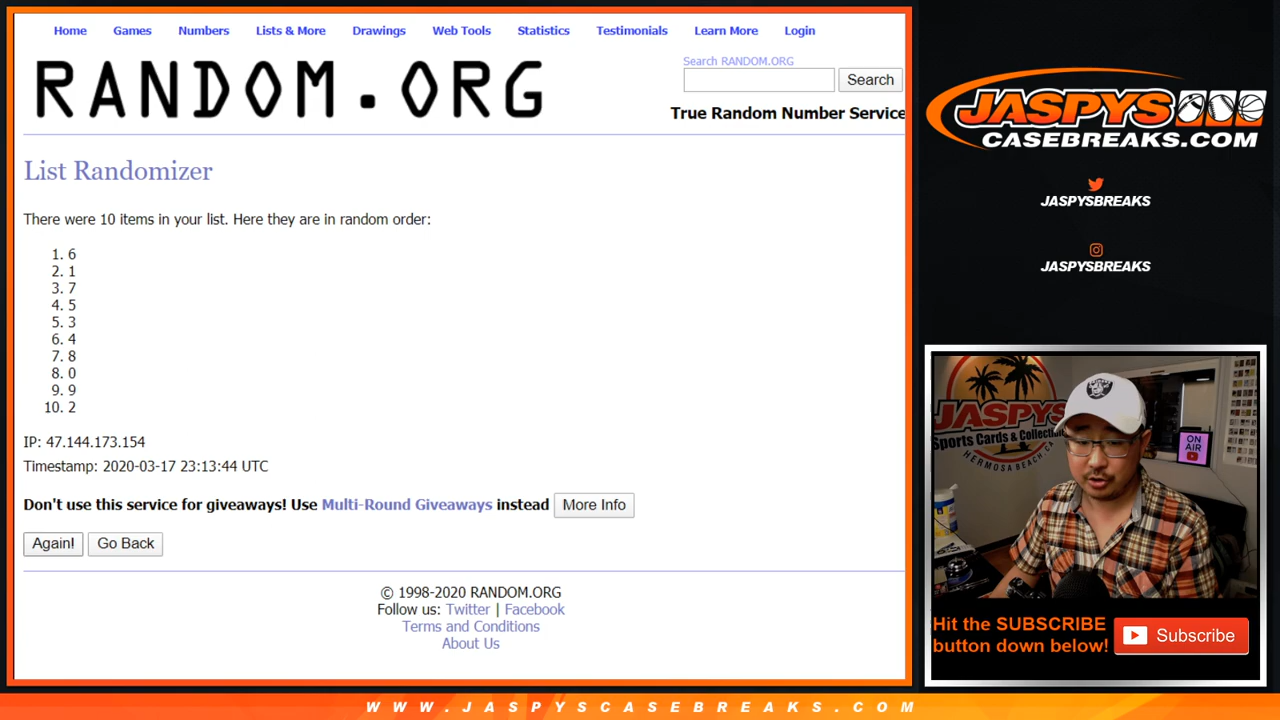 Home Games Numbers Lists & More Drawings Web Tools Statistics Testimonials Learn More Login
RANDOM.ORG
Search RANDOM.ORG
Search
True Random Number Service
List Randomizer
There were 10 items in your list. Here they are in random order:
1. 6
2. 1
3. 7
4. 5
5. 3
6. 4
7. 8
8. 0
9. 9
10. 2
IP: 47.144.173.154
Timestamp: 2020-03-17 23:13:44 UTC
Don't use this service for giveaways! Use Multi-Round Giveaways instead More Info
Again! Go Back
© 1998-2020 RANDOM.ORG
Follow us: Twitter | Facebook
Terms and Conditions
About Us
JASPYS
CASEBREAKS.COM
JASPYSBREAKS
JASPYSBREAKS
JASPYS
Sports Cards & Collectibles
HERMOSA BEACH, CA
ON
AIR
Hit the SUBSCRIBE
button down below!
Subscribe
WWW.JASPYSCASEBREAKS.COM